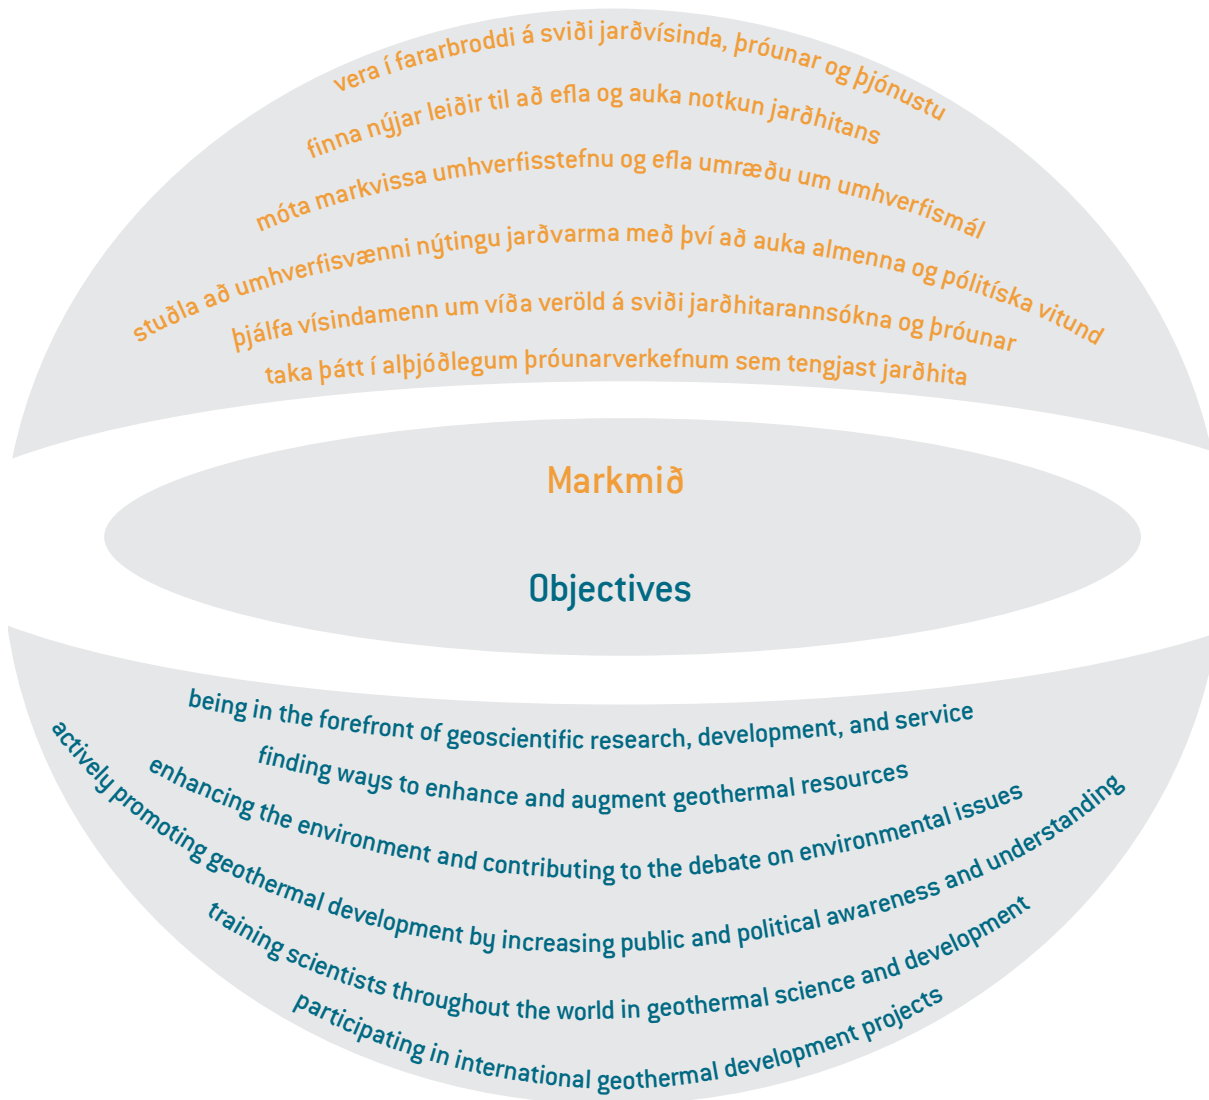 vera í fararbroddi á sviði jarðvísinda, þróunar og þjónustu
finna nýjar leiðir til að efla og auka notkun jarðhitans
móta markvissa umhverfisstefnu og efla umræðu um umhverfismál
stuðla að umhverfisvænni nýtingu jarðvarma með því að auka almenna og pólitíska vitund
þjálfa vísindamenn um víða veröld á sviði jarðhitarannsókna og þróunar
taka þátt í alþjóðlegum þróunarverkefnum sem tengjast jarðhita
Markmið
Objectives
being in the forefront of geoscientific research, development, and service
finding ways to enhance and augment geothermal resources
enhancing the environment and contributing to the debate on environmental issues
actively promoting geothermal development by increasing public and political awareness and understanding
training scientists throughout the world in geothermal science and development
participating in international geothermal development projects